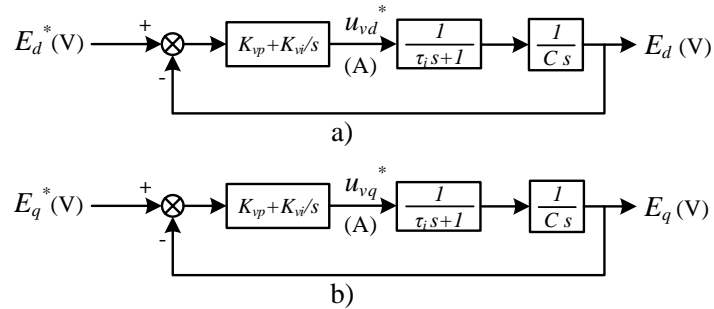 E_d^*(V) + - K_vp+K_vi/s u_vd^* (A) 1/(τ_i s+1) 1/(C s) E_d (V)
a)
E_q^*(V) + - K_vp+K_vi/s u_vq^* (A) 1/(τ_i s+1) 1/(C s) E_q (V)
b)